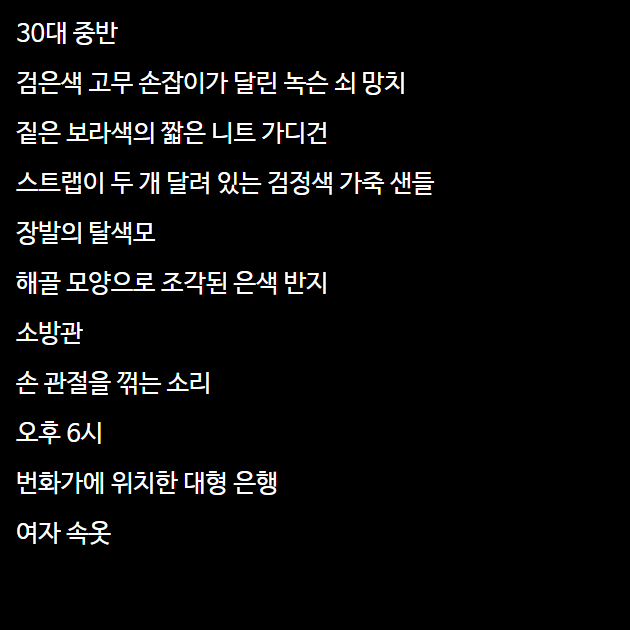 30대 중반
검은색 고무 손잡이가 달린 녹슨 쇠 망치
짙은 보라색의 짧은 니트 가디건
스트랩이 두 개 달려 있는 검정색 가죽 샌들
장발의 탈색모
해골 모양으로 조각된 은색 반지
소방관
손 관절을 꺾는 소리
오후 6시
번화가에 위치한 대형 은행
여자 속옷